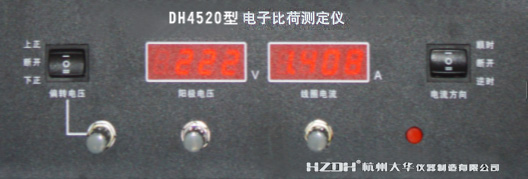 DH4520型 电子比荷测定仪
上正
断开
下正
222
V
1.408
A
顺时
断开
逆时
偏转电压
阳极电压
线圈电流
电流方向
HZDH® 杭州大华仪器制造有限公司